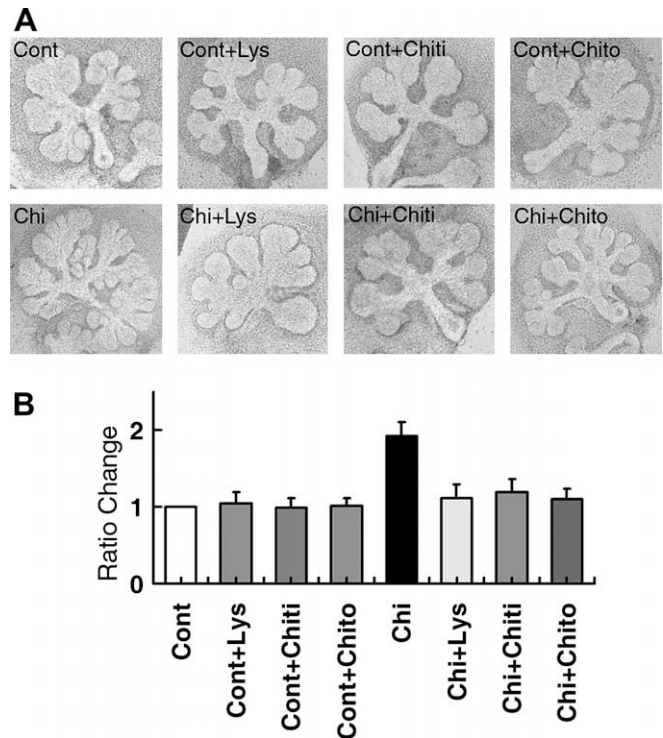 A
Cont Cont+Lys Cont+Chiti Cont+Chito
Chi Chi+Lys Chi+Chiti Chi+Chito
B
Ratio Change
2
1
0
Cont
Cont+Lys
Cont+Chiti
Cont+Chito
Chi
Chi+Lys
Chi+Chiti
Chi+Chito